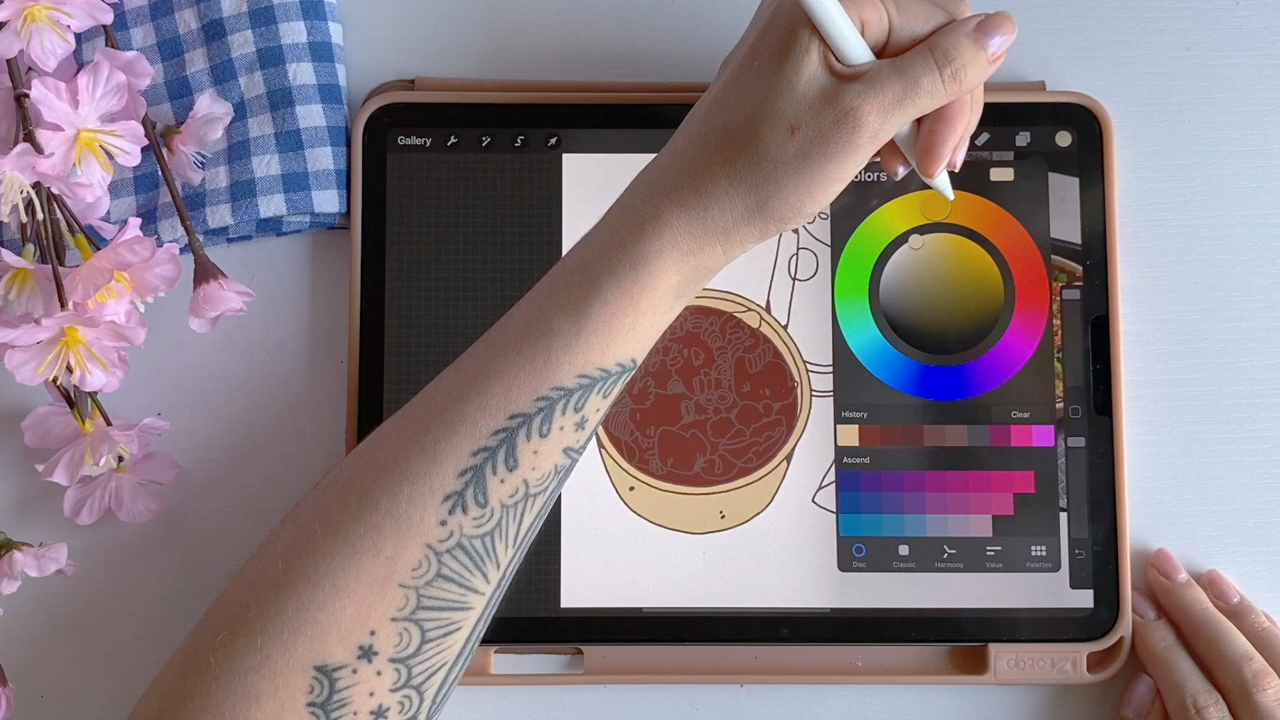 Gallery
olors
History
Clear
Ascend
Disc
Classic
Harmony
Value
Palettes